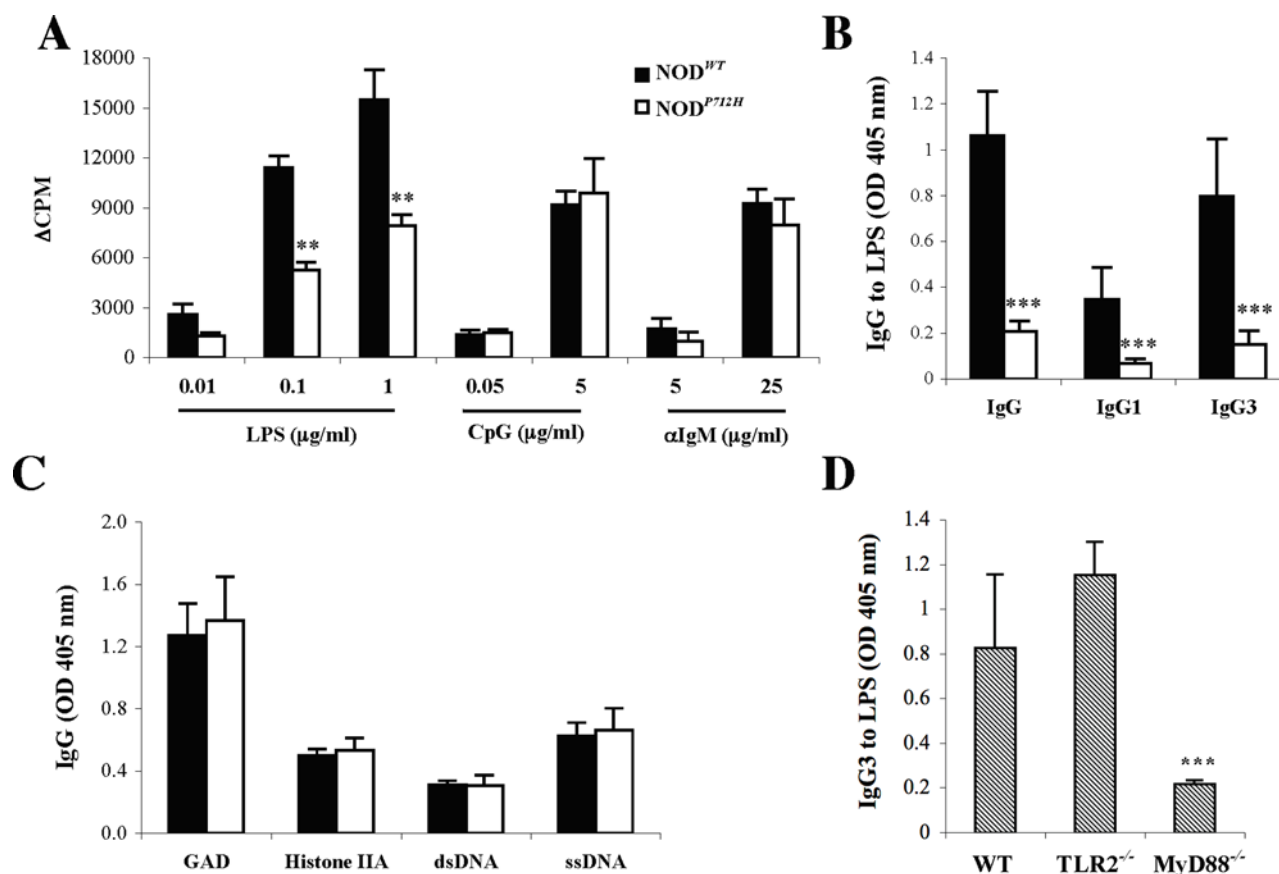 A
18000
15000
12000
9000
6000
3000
0
ΔCPM
NOD^WT
NOD^P712H
**
**
0.01 0.1 1 0.05 5 5 25
LPS (μg/ml) CpG (μg/ml) αIgM (μg/ml)
B
1.4
1.2
1
0.8
0.6
0.4
0.2
0
IgG to LPS (OD 405 nm)
***
***
***
IgG IgG1 IgG3
C
2.0
1.6
1.2
0.8
0.4
0.0
IgG (OD 405 nm)
GAD Histone IIA dsDNA ssDNA
D
1.4
1.2
1
0.8
0.6
0.4
0.2
0
IgG3 to LPS (OD 405 nm)
***
WT TLR2^-/- MyD88^-/-